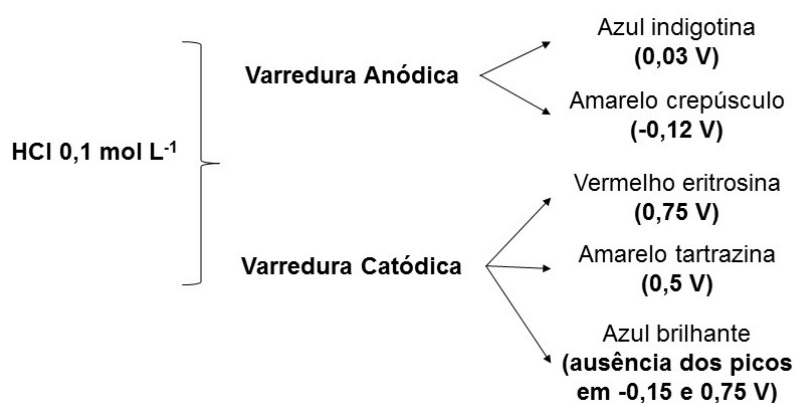 HCl 0,1 mol L-1
Varredura Anódica
Azul indigotina
(0,03 V)
Amarelo crepúsculo
(-0,12 V)
Varredura Catódica
Vermelho eritrosina
(0,75 V)
Amarelo tartrazina
(0,5 V)
Azul brilhante
(ausência dos picos
em -0,15 e 0,75 V)